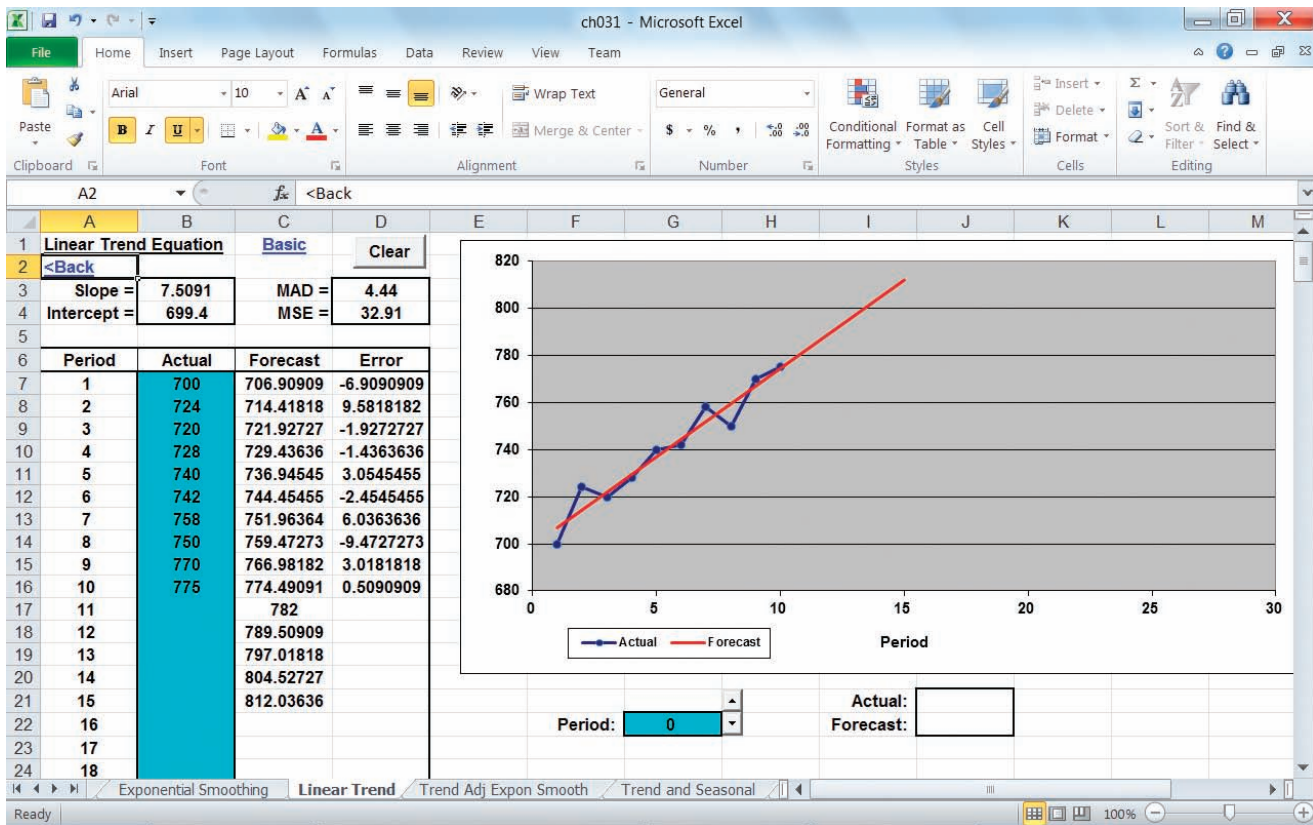 ch031 - Microsoft Excel
File Home Insert Page Layout Formulas Data Review View Team
Paste
Arial 10 A A
B I U A
Wrap Text
Merge & Center
General
$ % , .0 .00 .00 .0
Conditional Formatting
Format as Table
Cell Styles
Insert
Delete
Format
Σ
Sort & Filter
Find & Select
Clipboard Font Alignment Number Styles Cells Editing
A2 fx <Back
A B C D E F G H I J K L M
1 Linear Trend Equation Basic Clear
2 <Back
3 Slope = 7.5091 MAD = 4.44
4 Intercept = 699.4 MSE = 32.91
5
6 Period Actual Forecast Error
7 1 700 706.90909 -6.9090909
8 2 724 714.41818 9.5818182
9 3 720 721.92727 -1.9272727
10 4 728 729.43636 -1.4363636
11 5 740 736.94545 3.0545455
12 6 742 744.45455 -2.4545455
13 7 758 751.96364 6.0363636
14 8 750 759.47273 -9.4727273
15 9 770 766.98182 3.0181818
16 10 775 774.49091 0.5090909
17 11 782
18 12 789.50909
19 13 797.01818
20 14 804.52727
21 15 812.03636
22 16
23 17
24 18
820
800
780
760
740
720
700
680
0 5 10 15 20 25 30
Actual Forecast
Period
Period: 0
Actual:
Forecast:
Exponential Smoothing Linear Trend Trend Adj Expon Smooth Trend and Seasonal
Ready 100%